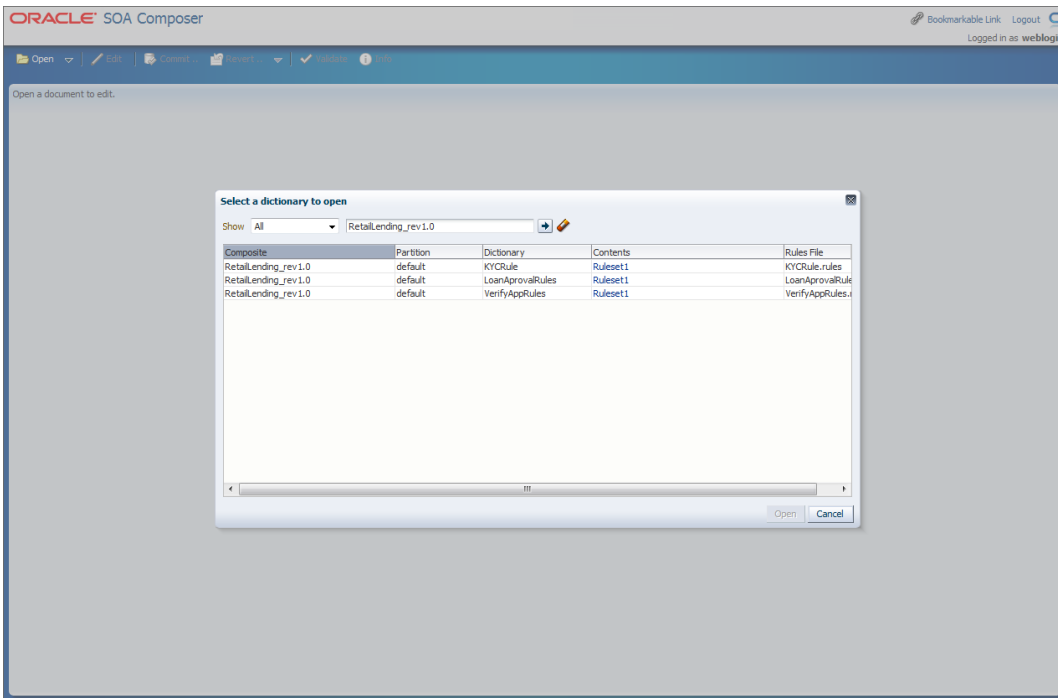 ORACLE SOA Composer
Bookmarkable Link Logout
Logged in as weblogi
Open Edit Commit ... Revert ... Validate Info
Open a document to edit.
Select a dictionary to open
Show All RetailLending_rev1.0
Composite Partition Dictionary Contents Rules File
RetailLending_rev1.0 default KYCRule Ruleset1 KYCRule.rules
RetailLending_rev1.0 default LoanAprovalRules Ruleset1 LoanAprovalRule
RetailLending_rev1.0 default VerifyAppRules Ruleset1 VerifyAppRules.r
Open Cancel